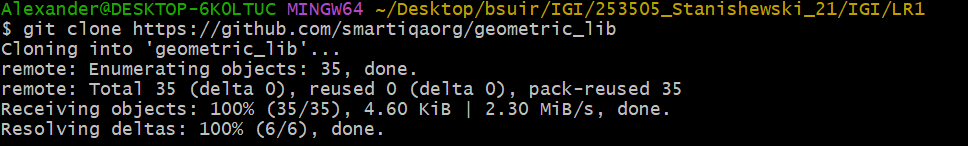 Alexander@DESKTOP-6KOLTUC MINGW64 ~/Desktop/bsuir/IGI/253505_Stanishewski_21/IGI/LR1
$ git clone https://github.com/smartiqaorg/geometric_lib
Cloning into 'geometric_lib'...
remote: Enumerating objects: 35, done.
remote: Total 35 (delta 0), reused 0 (delta 0), pack-reused 35
Receiving objects: 100% (35/35), 4.60 KiB | 2.30 MiB/s, done.
Resolving deltas: 100% (6/6), done.